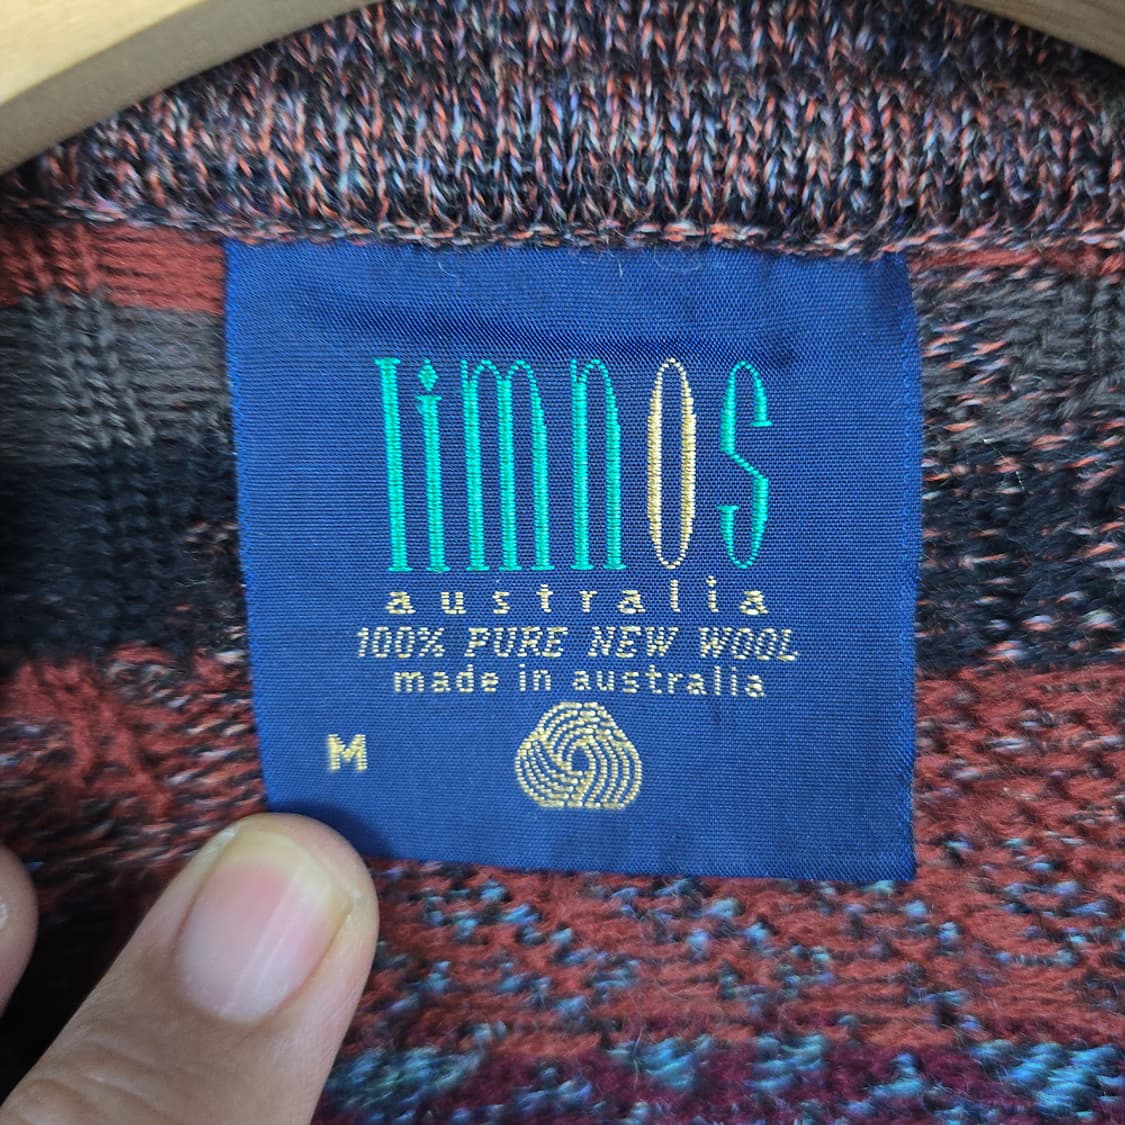 limnos
australia
100% PURE NEW WOOL
made in australia
M